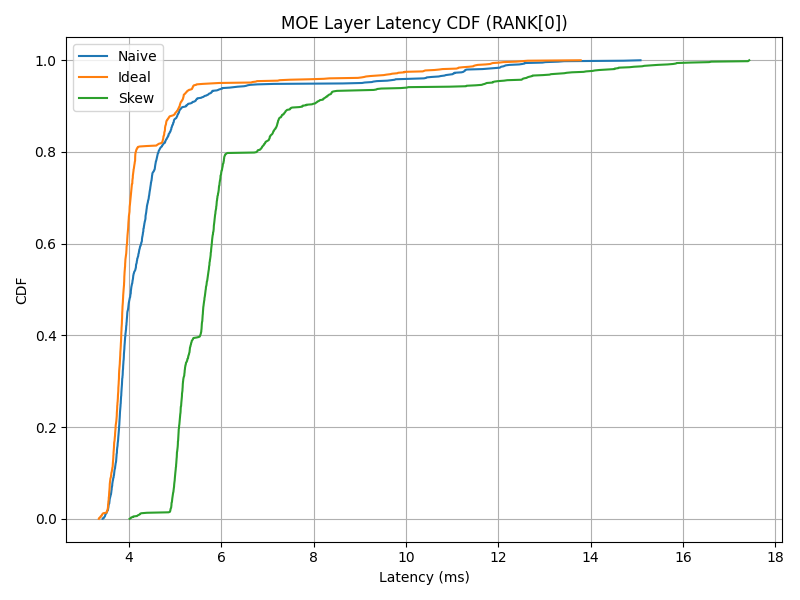 MOE Layer Latency CDF (RANK[0])
Naive
Ideal
Skew
CDF
1.0
0.8
0.6
0.4
0.2
0.0
4 6 8 10 12 14 16 18
Latency (ms)